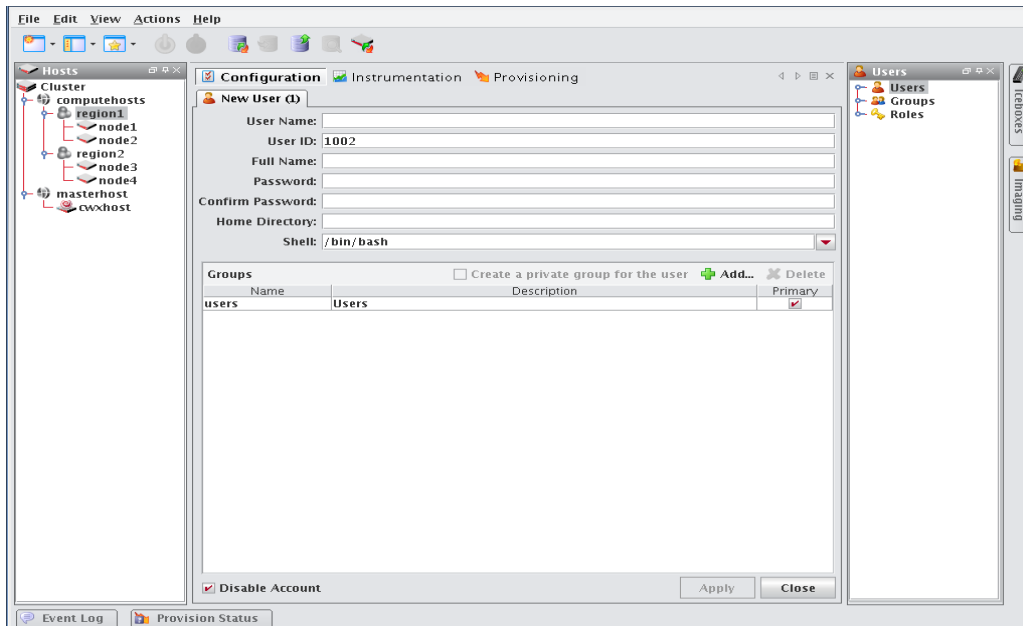 File Edit View Actions Help
Hosts
Cluster
computehosts
region1
node1
node2
region2
node3
node4
masterhost
cwxhost
Configuration Instrumentation Provisioning
New User (1)
User Name:
User ID: 1002
Full Name:
Password:
Confirm Password:
Home Directory:
Shell: /bin/bash
Groups Create a private group for the user Add... Delete
Name Description Primary
users Users
Disable Account Apply Close
Users
Users
Groups
Roles
Iceboxes
Imaging
Event Log Provision Status